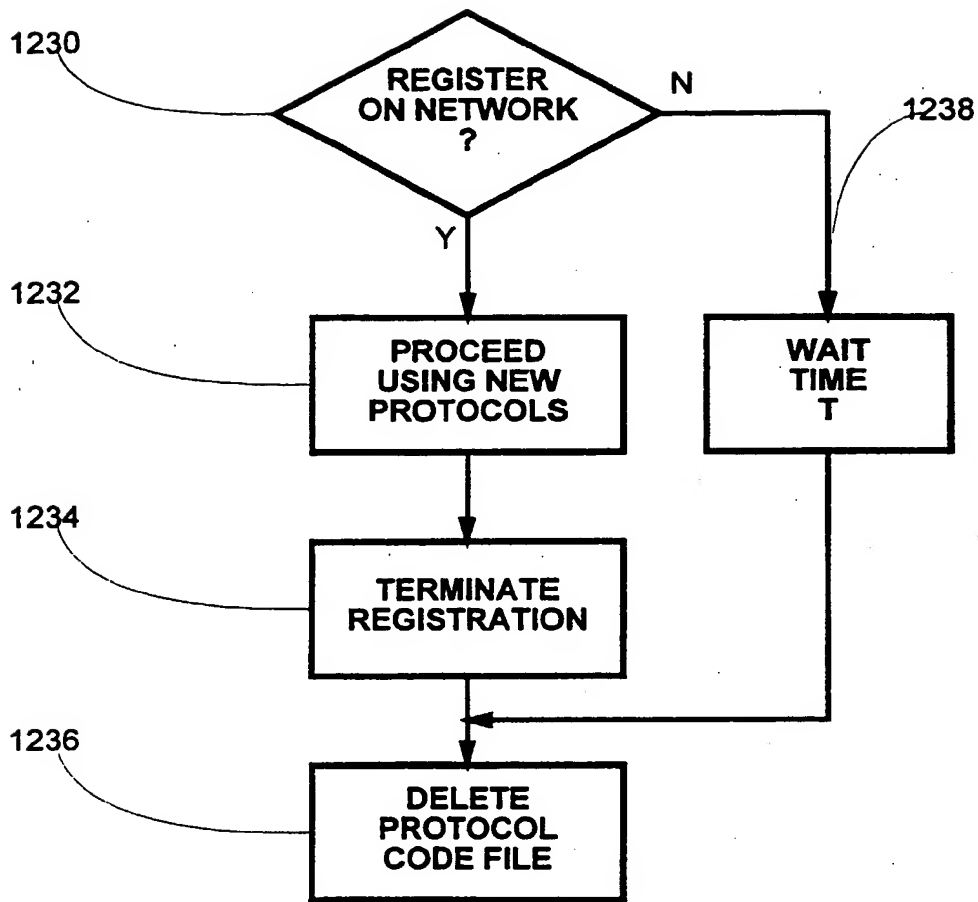 1230
REGISTER
ON NETWORK
?
N
1238
Y
1232
PROCEED
USING NEW
PROTOCOLS
WAIT
TIME
T
1234
TERMINATE
REGISTRATION
1236
DELETE
PROTOCOL
CODE FILE